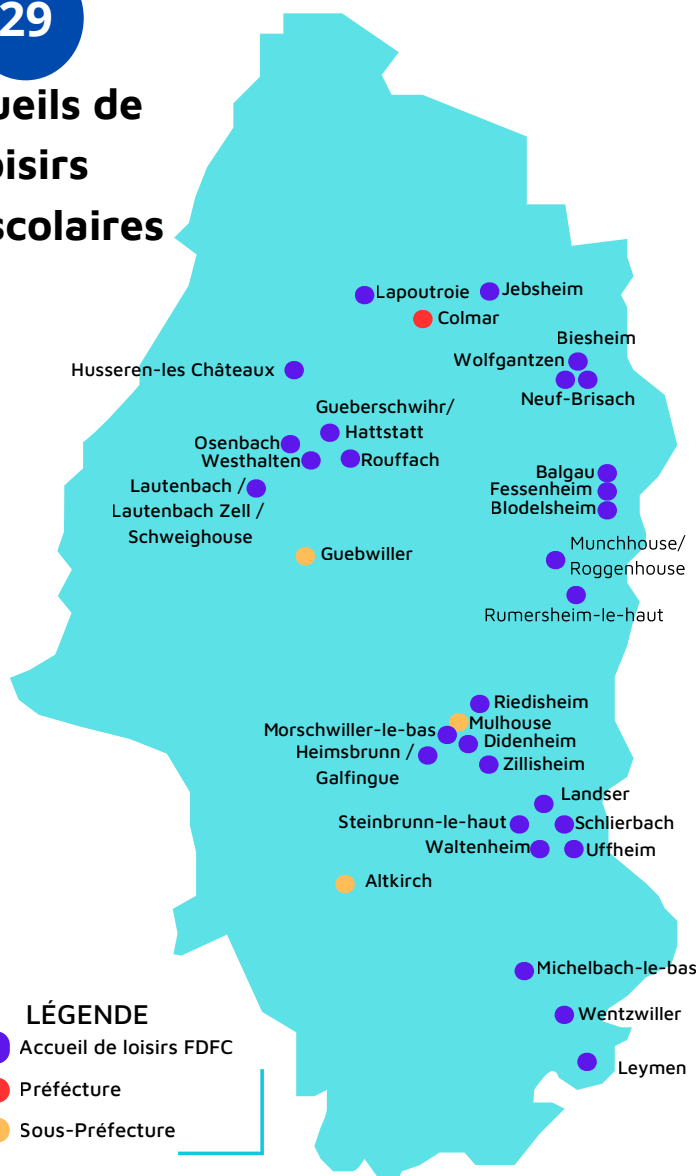 29
ueils de
oisirs
scolaires
Lapoutroie
Jebsheim
Colmar
Biesheim
Wolfgantzen
Husseren-les Châteaux
Neuf-Brisach
Gueberschwihr/
Hattstatt
Osenbach
Westhalten
Rouffach
Balgau
Lautenbach /
Lautenbach Zell /
Schweighouse
Fessenheim
Blodelsheim
Guebwiller
Munchhouse/
Roggenhouse
Rumersheim-le-haut
Riedisheim
Mulhouse
Morschwiller-le-bas
Didenheim
Heimsbrunn /
Galfingue
Zillisheim
Landser
Steinbrunn-le-haut
Schlierbach
Waltenheim
Uffheim
Altkirch
Michelbach-le-bas
Wentzwiller
Leymen
LÉGENDE
Accueil de loisirs FDFC
Préfécture
Sous-Préfecture